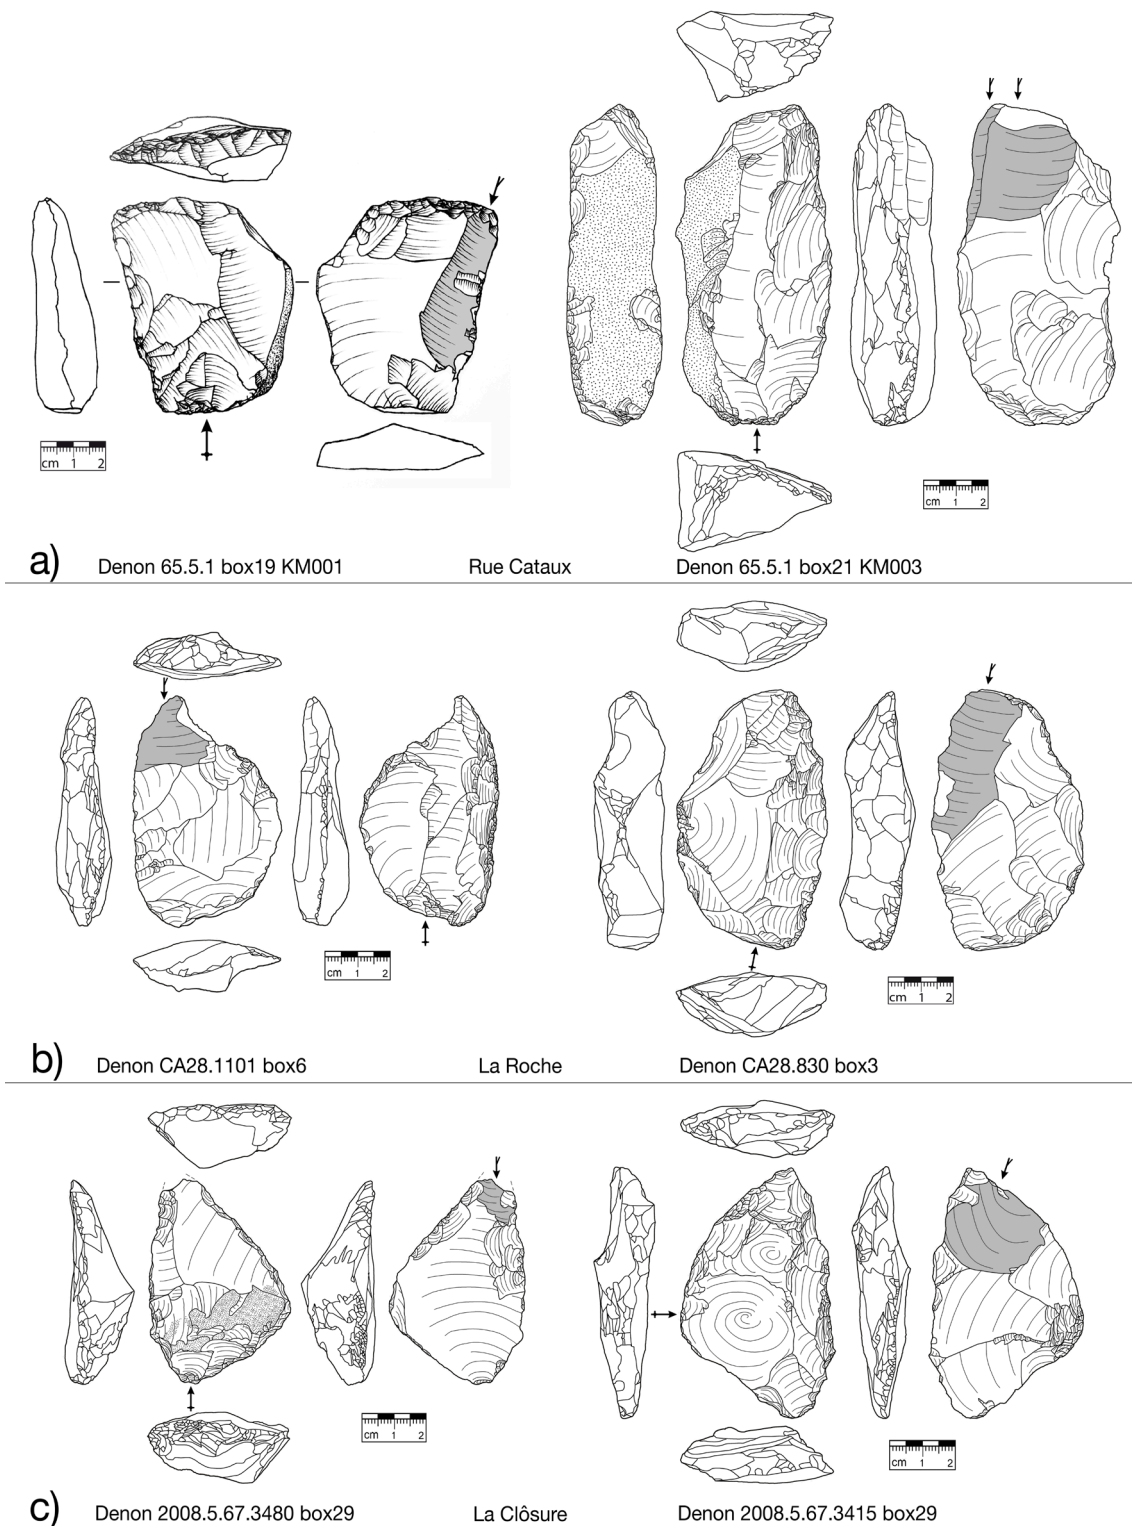 cm 1 2
cm 1 2
a) Denon 65.5.1 box19 KM001 Rue Cataux Denon 65.5.1 box21 KM003
cm 1 2
cm 1 2
b) Denon CA28.1101 box6 La Roche Denon CA28.830 box3
cm 1 2
cm 1 2
c) Denon 2008.5.67.3480 box29 La Clôsure Denon 2008.5.67.3415 box29